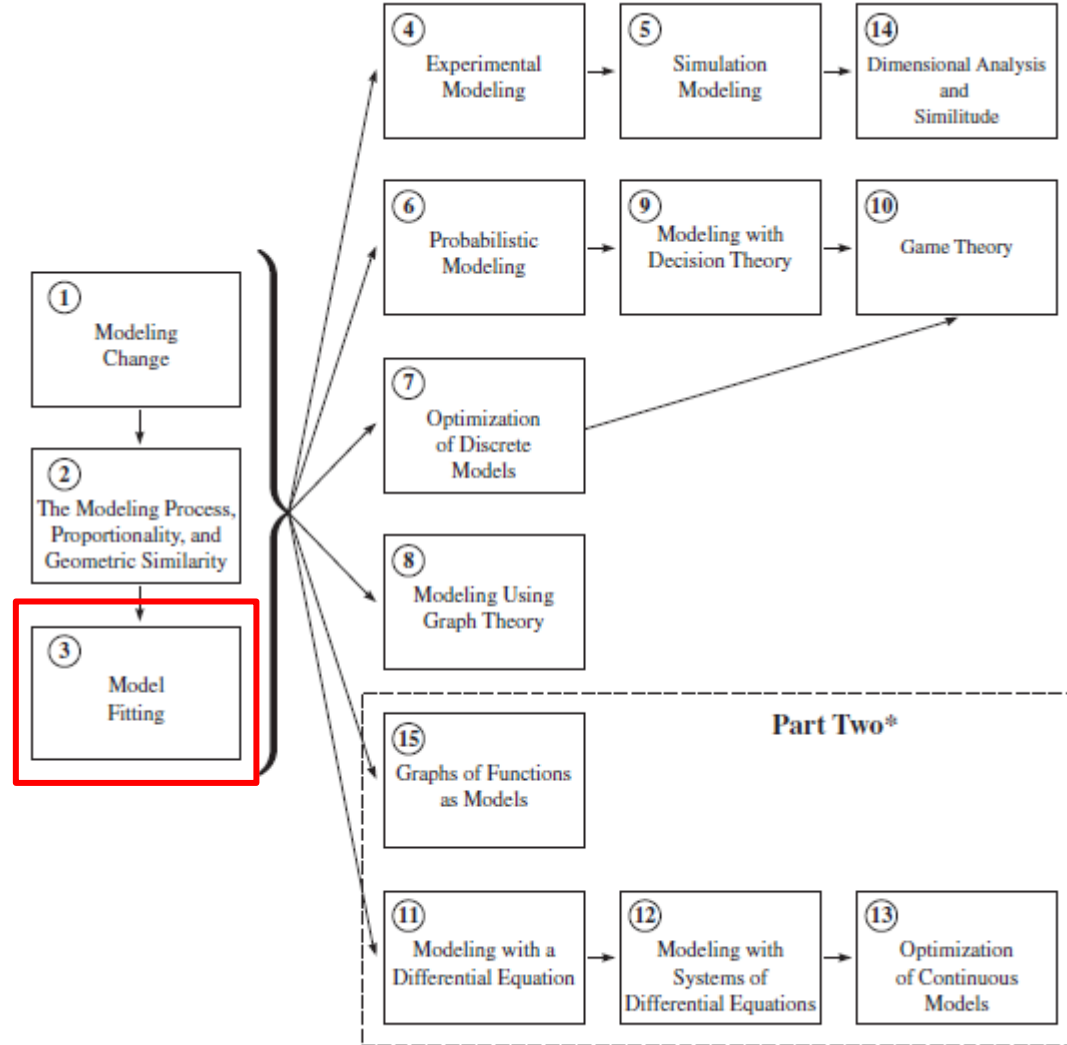 4
Experimental
Modeling
5
Simulation
Modeling
14
Dimensional Analysis
and
Similitude
6
Probabilistic
Modeling
9
Modeling with
Decision Theory
10
Game Theory
1
Modeling
Change
7
Optimization
of Discrete
Models
2
The Modeling Process,
Proportionality, and
Geometric Similarity
8
Modeling Using
Graph Theory
3
Model
Fitting
Part Two*
15
Graphs of Functions
as Models
11
Modeling with a
Differential Equation
12
Modeling with
Systems of
Differential Equations
13
Optimization
of Continuous
Models